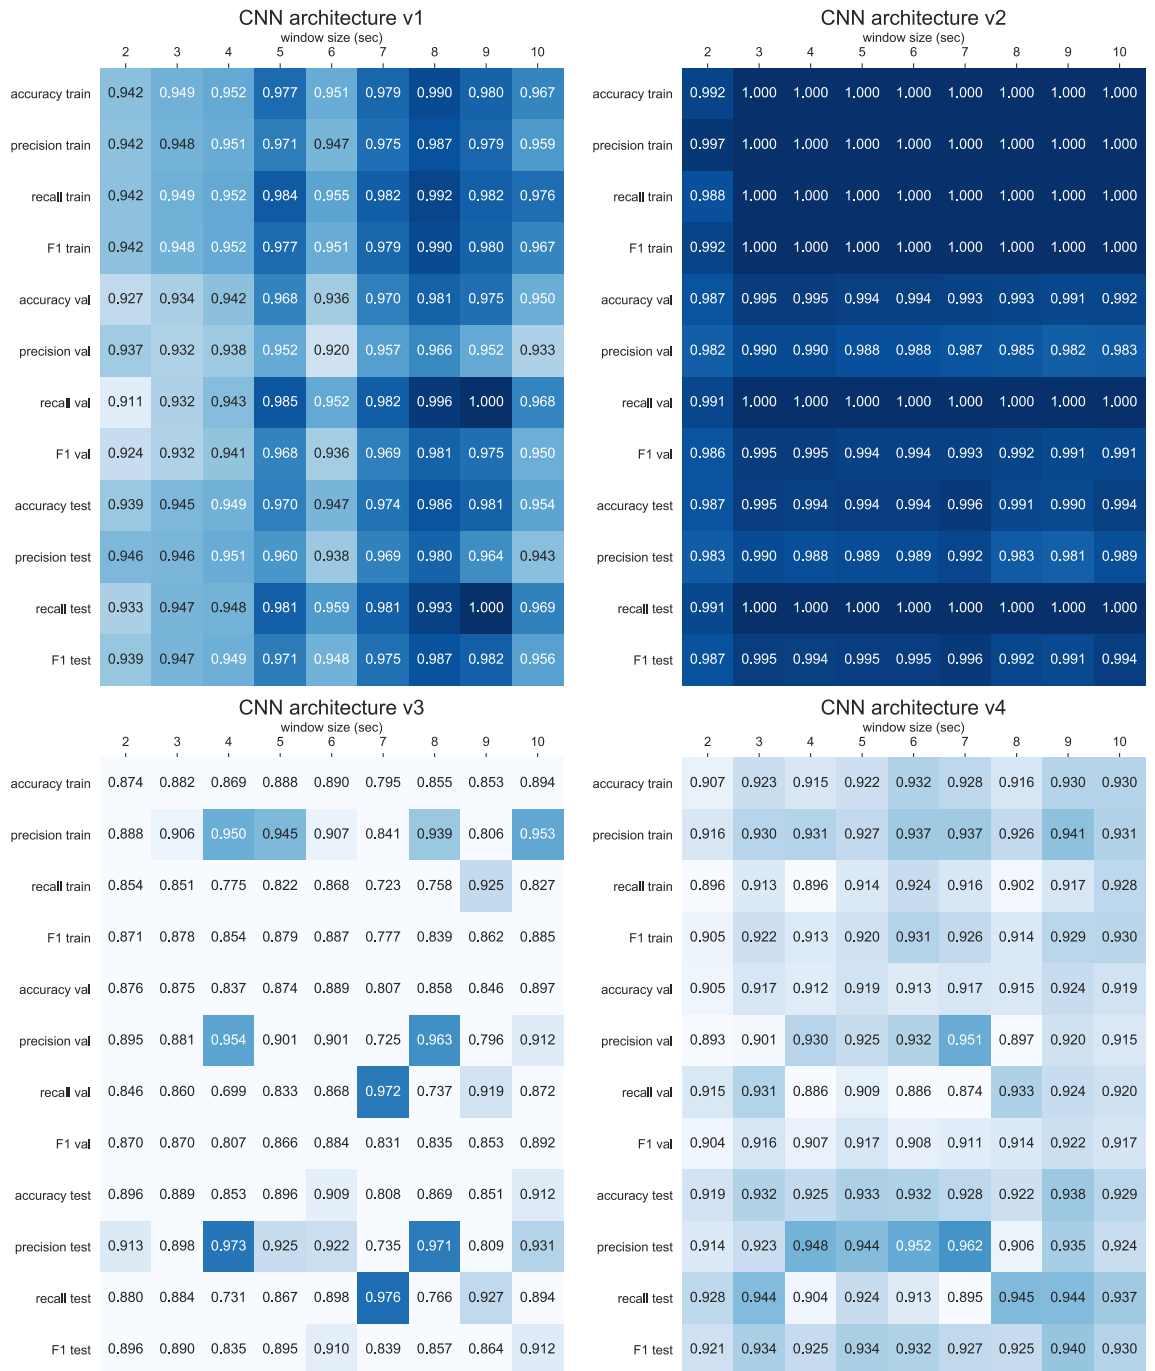 CNN architecture v1
window size (sec)
2 3 4 5 6 7 8 9 10
accuracy train 0.942 0.949 0.952 0.977 0.951 0.979 0.990 0.980 0.967
precision train 0.942 0.948 0.951 0.971 0.947 0.975 0.987 0.979 0.959
recall train 0.942 0.949 0.952 0.984 0.955 0.982 0.992 0.982 0.976
F1 train 0.942 0.948 0.952 0.977 0.951 0.979 0.990 0.980 0.967
accuracy val 0.927 0.934 0.942 0.968 0.936 0.970 0.981 0.975 0.950
precision val 0.937 0.932 0.938 0.952 0.920 0.957 0.966 0.952 0.933
recall val 0.911 0.932 0.943 0.985 0.952 0.982 0.996 1.000 0.968
F1 val 0.924 0.932 0.941 0.968 0.936 0.969 0.981 0.975 0.950
accuracy test 0.939 0.945 0.949 0.970 0.947 0.974 0.986 0.981 0.954
precision test 0.946 0.946 0.951 0.960 0.938 0.969 0.980 0.964 0.943
recall test 0.933 0.947 0.948 0.981 0.959 0.981 0.993 1.000 0.969
F1 test 0.939 0.947 0.949 0.971 0.948 0.975 0.987 0.982 0.956
CNN architecture v2
window size (sec)
2 3 4 5 6 7 8 9 10
accuracy train 0.992 1.000 1.000 1.000 1.000 1.000 1.000 1.000 1.000
precision train 0.997 1.000 1.000 1.000 1.000 1.000 1.000 1.000 1.000
recall train 0.988 1.000 1.000 1.000 1.000 1.000 1.000 1.000 1.000
F1 train 0.992 1.000 1.000 1.000 1.000 1.000 1.000 1.000 1.000
accuracy val 0.987 0.995 0.995 0.994 0.994 0.993 0.993 0.991 0.992
precision val 0.982 0.990 0.990 0.988 0.988 0.987 0.985 0.982 0.983
recall val 0.991 1.000 1.000 1.000 1.000 1.000 1.000 1.000 1.000
F1 val 0.986 0.995 0.995 0.994 0.994 0.993 0.992 0.991 0.991
accuracy test 0.987 0.995 0.994 0.994 0.994 0.996 0.991 0.990 0.994
precision test 0.983 0.990 0.988 0.989 0.989 0.992 0.983 0.981 0.989
recall test 0.991 1.000 1.000 1.000 1.000 1.000 1.000 1.000 1.000
F1 test 0.987 0.995 0.994 0.995 0.995 0.996 0.992 0.991 0.994
CNN architecture v3
window size (sec)
2 3 4 5 6 7 8 9 10
accuracy train 0.874 0.882 0.869 0.888 0.890 0.795 0.855 0.853 0.894
precision train 0.888 0.906 0.950 0.945 0.907 0.841 0.939 0.806 0.953
recall train 0.854 0.851 0.775 0.822 0.868 0.723 0.758 0.925 0.827
F1 train 0.871 0.878 0.854 0.879 0.887 0.777 0.839 0.862 0.885
accuracy val 0.876 0.875 0.837 0.874 0.889 0.807 0.858 0.846 0.897
precision val 0.895 0.881 0.954 0.901 0.901 0.725 0.963 0.796 0.912
recall val 0.846 0.860 0.699 0.833 0.868 0.972 0.737 0.919 0.872
F1 val 0.870 0.870 0.807 0.866 0.884 0.831 0.835 0.853 0.892
accuracy test 0.896 0.889 0.853 0.896 0.909 0.808 0.869 0.851 0.912
precision test 0.913 0.898 0.973 0.925 0.922 0.735 0.971 0.809 0.931
recall test 0.880 0.884 0.731 0.867 0.898 0.976 0.766 0.927 0.894
F1 test 0.896 0.890 0.835 0.895 0.910 0.839 0.857 0.864 0.912
CNN architecture v4
window size (sec)
2 3 4 5 6 7 8 9 10
accuracy train 0.907 0.923 0.915 0.922 0.932 0.928 0.916 0.930 0.930
precision train 0.916 0.930 0.931 0.927 0.937 0.937 0.926 0.941 0.931
recall train 0.896 0.913 0.896 0.914 0.924 0.916 0.902 0.917 0.928
F1 train 0.905 0.922 0.913 0.920 0.931 0.926 0.914 0.929 0.930
accuracy val 0.905 0.917 0.912 0.919 0.913 0.917 0.915 0.924 0.919
precision val 0.893 0.901 0.930 0.925 0.932 0.951 0.897 0.920 0.915
recall val 0.915 0.931 0.886 0.909 0.886 0.874 0.933 0.924 0.920
F1 val 0.904 0.916 0.907 0.917 0.908 0.911 0.914 0.922 0.917
accuracy test 0.919 0.932 0.925 0.933 0.932 0.928 0.922 0.938 0.929
precision test 0.914 0.923 0.948 0.944 0.952 0.962 0.906 0.935 0.924
recall test 0.928 0.944 0.904 0.924 0.913 0.895 0.945 0.944 0.937
F1 test 0.921 0.934 0.925 0.934 0.932 0.927 0.925 0.940 0.930